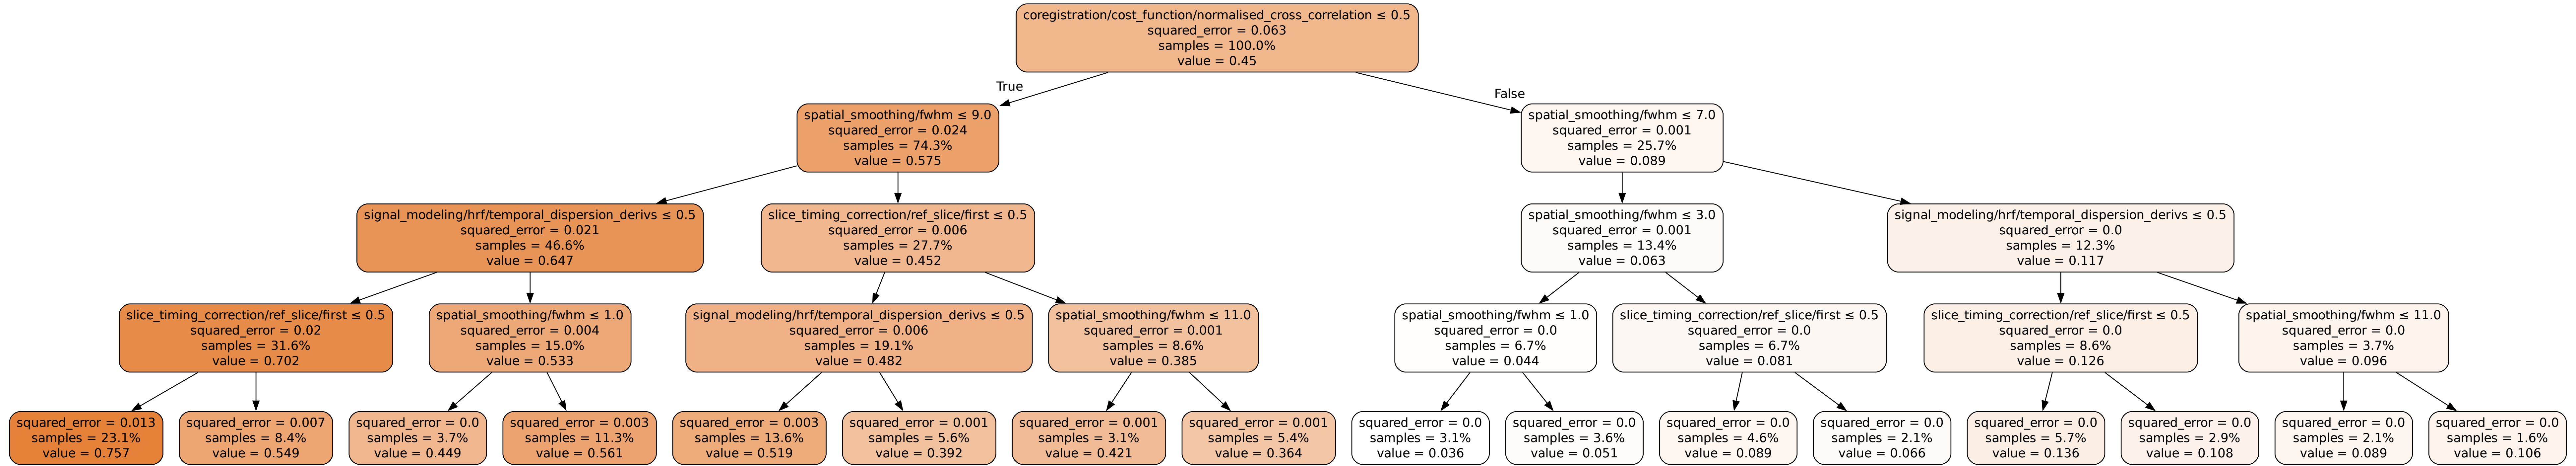 coregistration/cost_function/normalised_cross_correlation ≤ 0.5
squared_error = 0.063
samples = 100.0%
value = 0.45
True
False
spatial_smoothing/fwhm ≤ 9.0
squared_error = 0.024
samples = 74.3%
value = 0.575
spatial_smoothing/fwhm ≤ 7.0
squared_error = 0.001
samples = 25.7%
value = 0.089
signal_modeling/hrf/temporal_dispersion_derivs ≤ 0.5
squared_error = 0.021
samples = 46.6%
value = 0.647
slice_timing_correction/ref_slice/first ≤ 0.5
squared_error = 0.006
samples = 27.7%
value = 0.452
spatial_smoothing/fwhm ≤ 3.0
squared_error = 0.001
samples = 13.4%
value = 0.063
signal_modeling/hrf/temporal_dispersion_derivs ≤ 0.5
squared_error = 0.0
samples = 12.3%
value = 0.117
slice_timing_correction/ref_slice/first ≤ 0.5
squared_error = 0.02
samples = 31.6%
value = 0.702
spatial_smoothing/fwhm ≤ 1.0
squared_error = 0.004
samples = 15.0%
value = 0.533
signal_modeling/hrf/temporal_dispersion_derivs ≤ 0.5
squared_error = 0.006
samples = 19.1%
value = 0.482
spatial_smoothing/fwhm ≤ 11.0
squared_error = 0.001
samples = 8.6%
value = 0.385
spatial_smoothing/fwhm ≤ 1.0
squared_error = 0.0
samples = 6.7%
value = 0.044
slice_timing_correction/ref_slice/first ≤ 0.5
squared_error = 0.0
samples = 6.7%
value = 0.081
slice_timing_correction/ref_slice/first ≤ 0.5
squared_error = 0.0
samples = 8.6%
value = 0.126
spatial_smoothing/fwhm ≤ 11.0
squared_error = 0.0
samples = 3.7%
value = 0.096
squared_error = 0.013
samples = 23.1%
value = 0.757
squared_error = 0.007
samples = 8.4%
value = 0.549
squared_error = 0.0
samples = 3.7%
value = 0.449
squared_error = 0.003
samples = 11.3%
value = 0.561
squared_error = 0.003
samples = 13.6%
value = 0.519
squared_error = 0.001
samples = 5.6%
value = 0.392
squared_error = 0.001
samples = 3.1%
value = 0.421
squared_error = 0.001
samples = 5.4%
value = 0.364
squared_error = 0.0
samples = 3.1%
value = 0.036
squared_error = 0.0
samples = 3.6%
value = 0.051
squared_error = 0.0
samples = 4.6%
value = 0.089
squared_error = 0.0
samples = 2.1%
value = 0.066
squared_error = 0.0
samples = 5.7%
value = 0.136
squared_error = 0.0
samples = 2.9%
value = 0.108
squared_error = 0.0
samples = 2.1%
value = 0.089
squared_error = 0.0
samples = 1.6%
value = 0.106